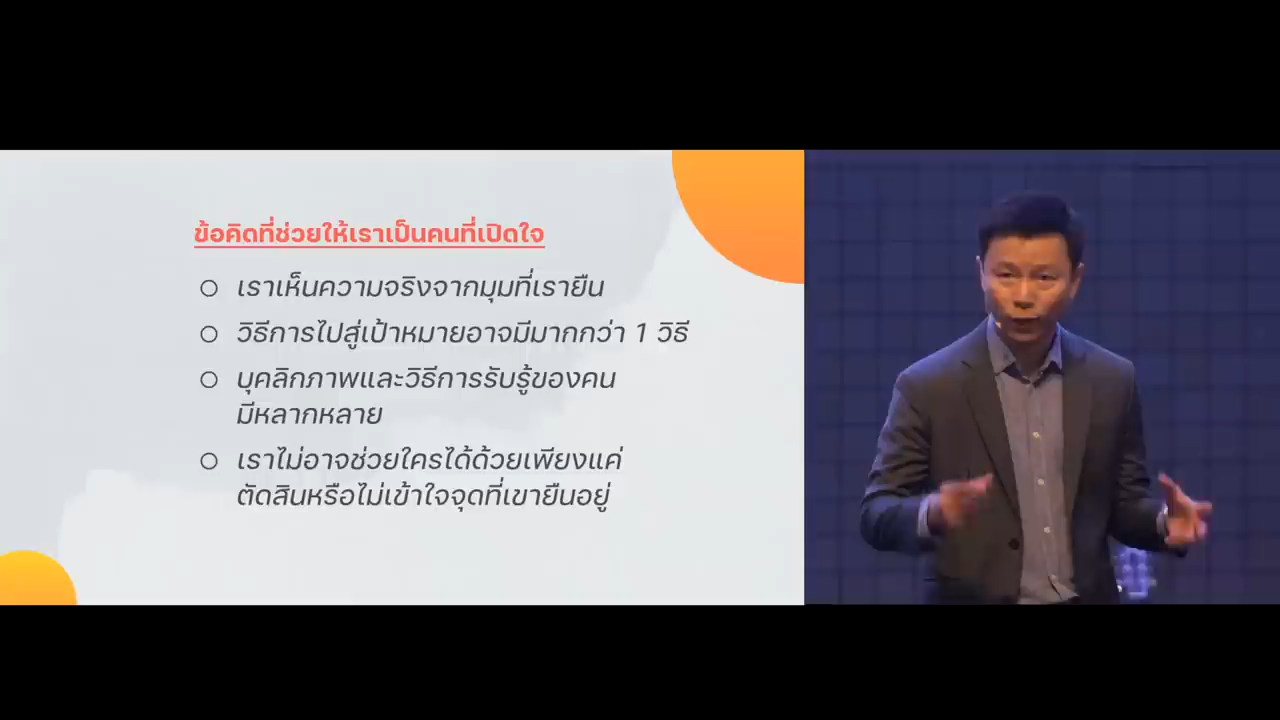 ข้อคิดที่ช่วยให้เราเป็นคนที่เปิดใจ
เราเห็นความจริงจากมุมที่เรายืน
วิธีการไปสู่เป้าหมายอาจมีมากกว่า 1 วิธี
บุคลิกภาพและวิธีการรับรู้ของคน
มีหลากหลาย
เราไม่อาจช่วยใครได้ด้วยเพียงแค่
ตัดสินหรือไม่เข้าใจจุดที่เขายืนอยู่